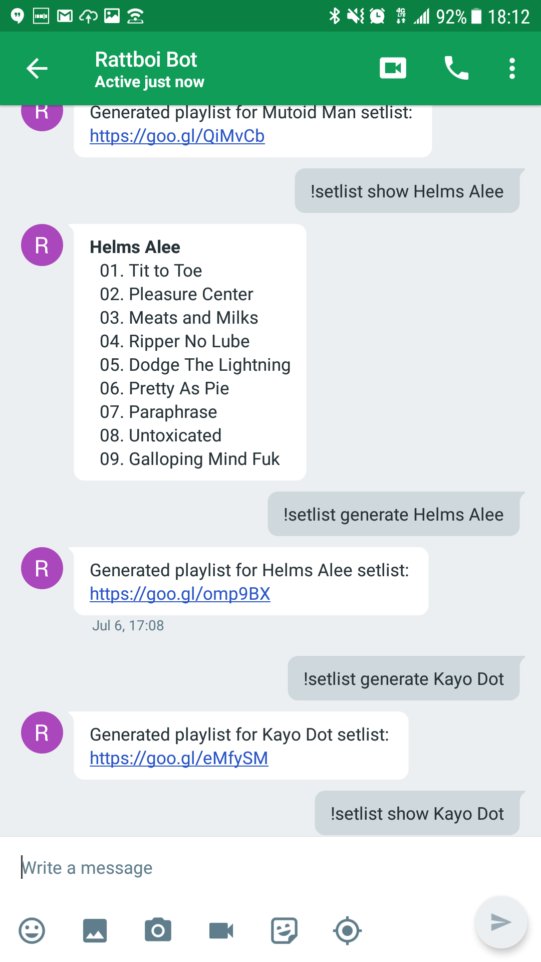 92% 18:12
Rattboi Bot
Active just now
R
Generated playlist for Mutoid Man setlist:
https://goo.gl/QiMvCb
!setlist show Helms Alee
R
Helms Alee
01. Tit to Toe
02. Pleasure Center
03. Meats and Milks
04. Ripper No Lube
05. Dodge The Lightning
06. Pretty As Pie
07. Paraphrase
08. Untoxicated
09. Galloping Mind Fuk
!setlist generate Helms Alee
R
Generated playlist for Helms Alee setlist:
https://goo.gl/omp9BX
Jul 6, 17:08
!setlist generate Kayo Dot
R
Generated playlist for Kayo Dot setlist:
https://goo.gl/eMfySM
!setlist show Kayo Dot
Write a message